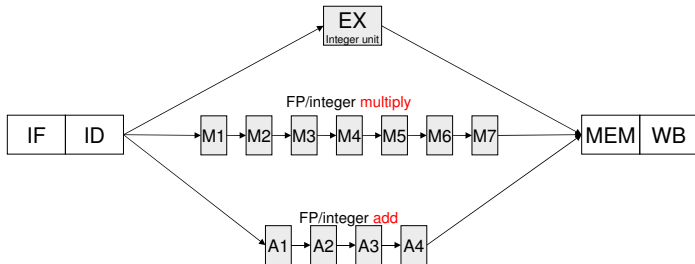 EX
Integer unit
FP/integer multiply
IF ID M1 M2 M3 M4 M5 M6 M7 MEM WB
FP/integer add
A1 A2 A3 A4